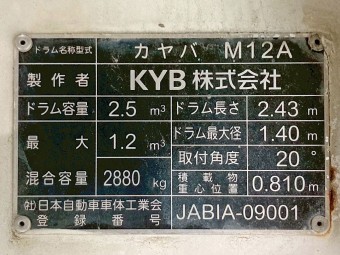 ドラム名称型式 カヤバ M12A
製作者 KYB株式会社
ドラム容量 2.5 m³ ドラム長さ 2.43 m
最大 1.2 m³ ドラム最大径 1.40 m
取付角度 20°
混合容量 2880 kg 積載物重心位置 0.810 m
(社)日本自動車車体工業会
登録番号 JABIA-09001